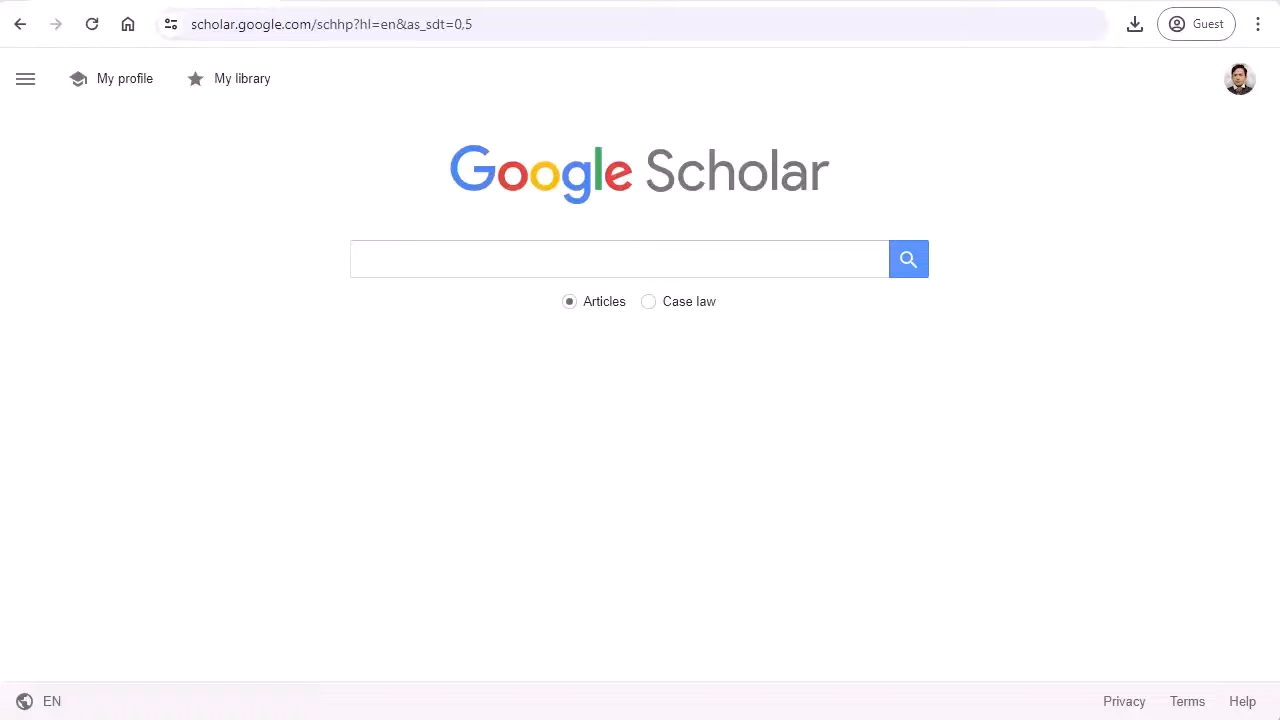 scholar.google.com/schhp?hl=en&as_sdt=0.5
Guest
My profile
My library
Google Scholar
Articles
Case law
EN
Privacy
Terms
Help